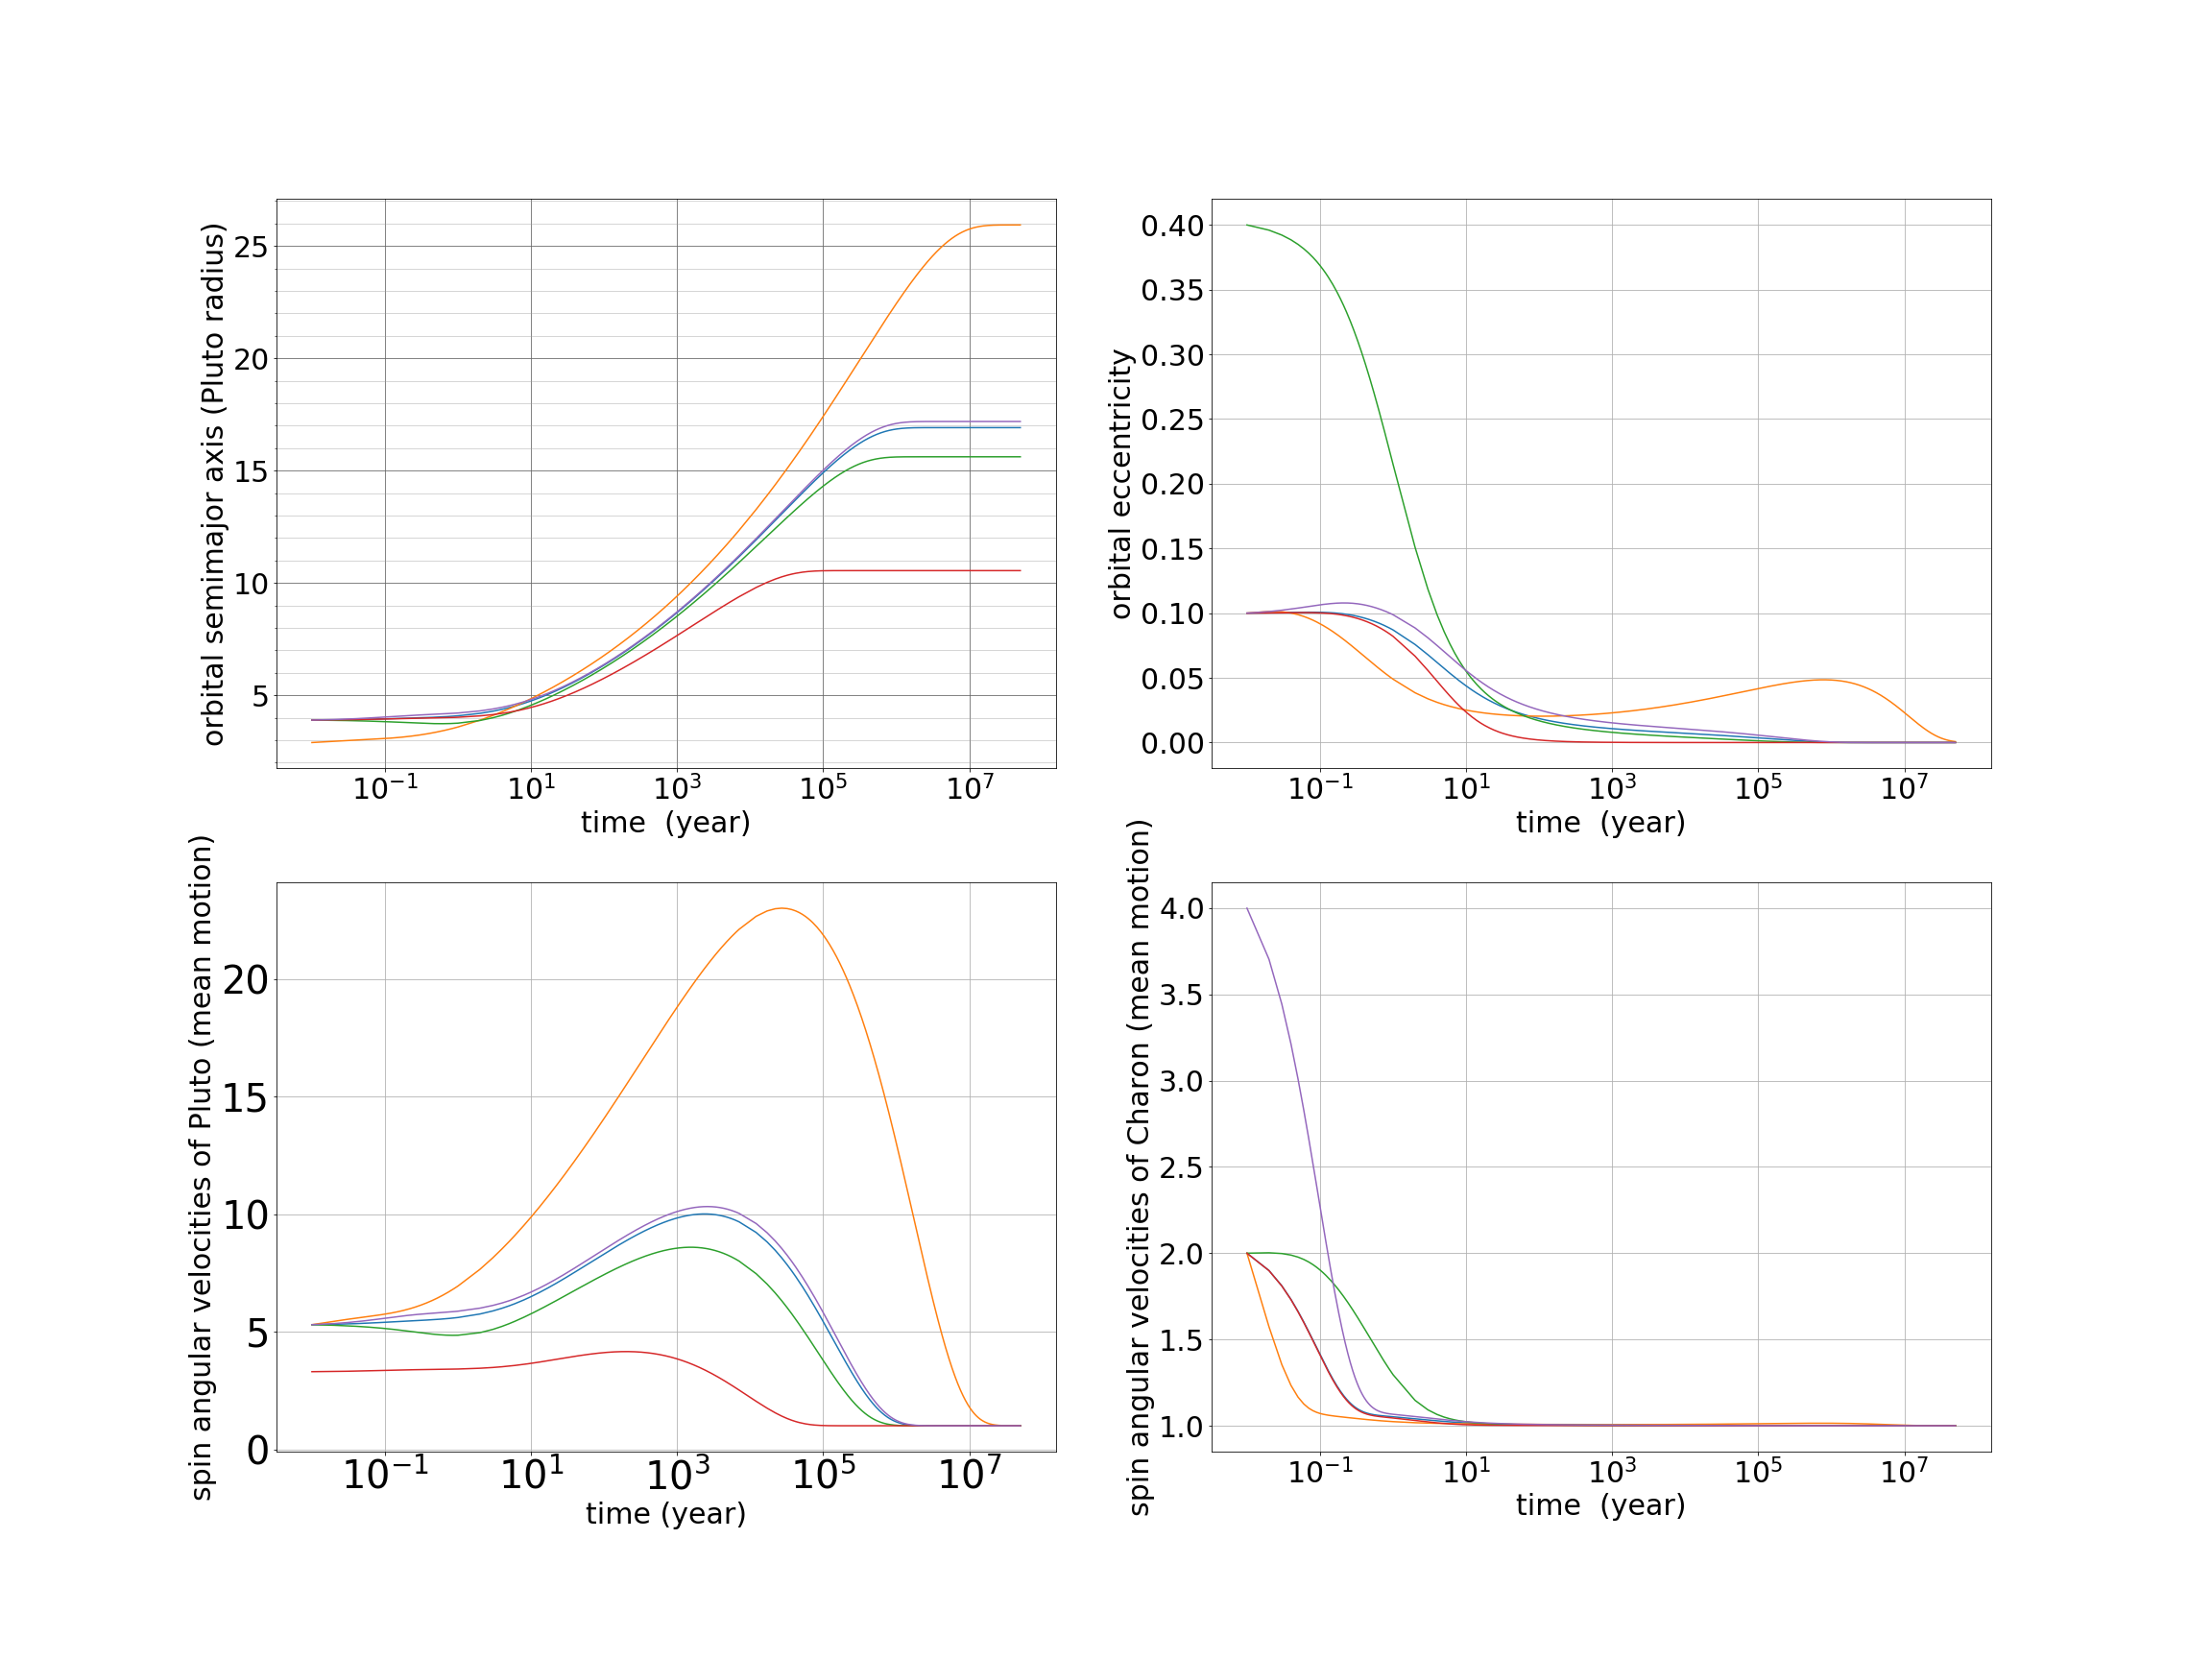 orbital semimajor axis (Pluto radius)
25
20
15
10
5
10⁻¹ 10¹ 10³ 10⁵ 10⁷
time (year)
orbital eccentricity
0.40
0.35
0.30
0.25
0.20
0.15
0.10
0.05
0.00
10⁻¹ 10¹ 10³ 10⁵ 10⁷
time (year)
spin angular velocities of Pluto (mean motion)
20
15
10
5
0
10⁻¹ 10¹ 10³ 10⁵ 10⁷
time (year)
spin angular velocities of Charon (mean motion)
4.0
3.5
3.0
2.5
2.0
1.5
1.0
10⁻¹ 10¹ 10³ 10⁵ 10⁷
time (year)